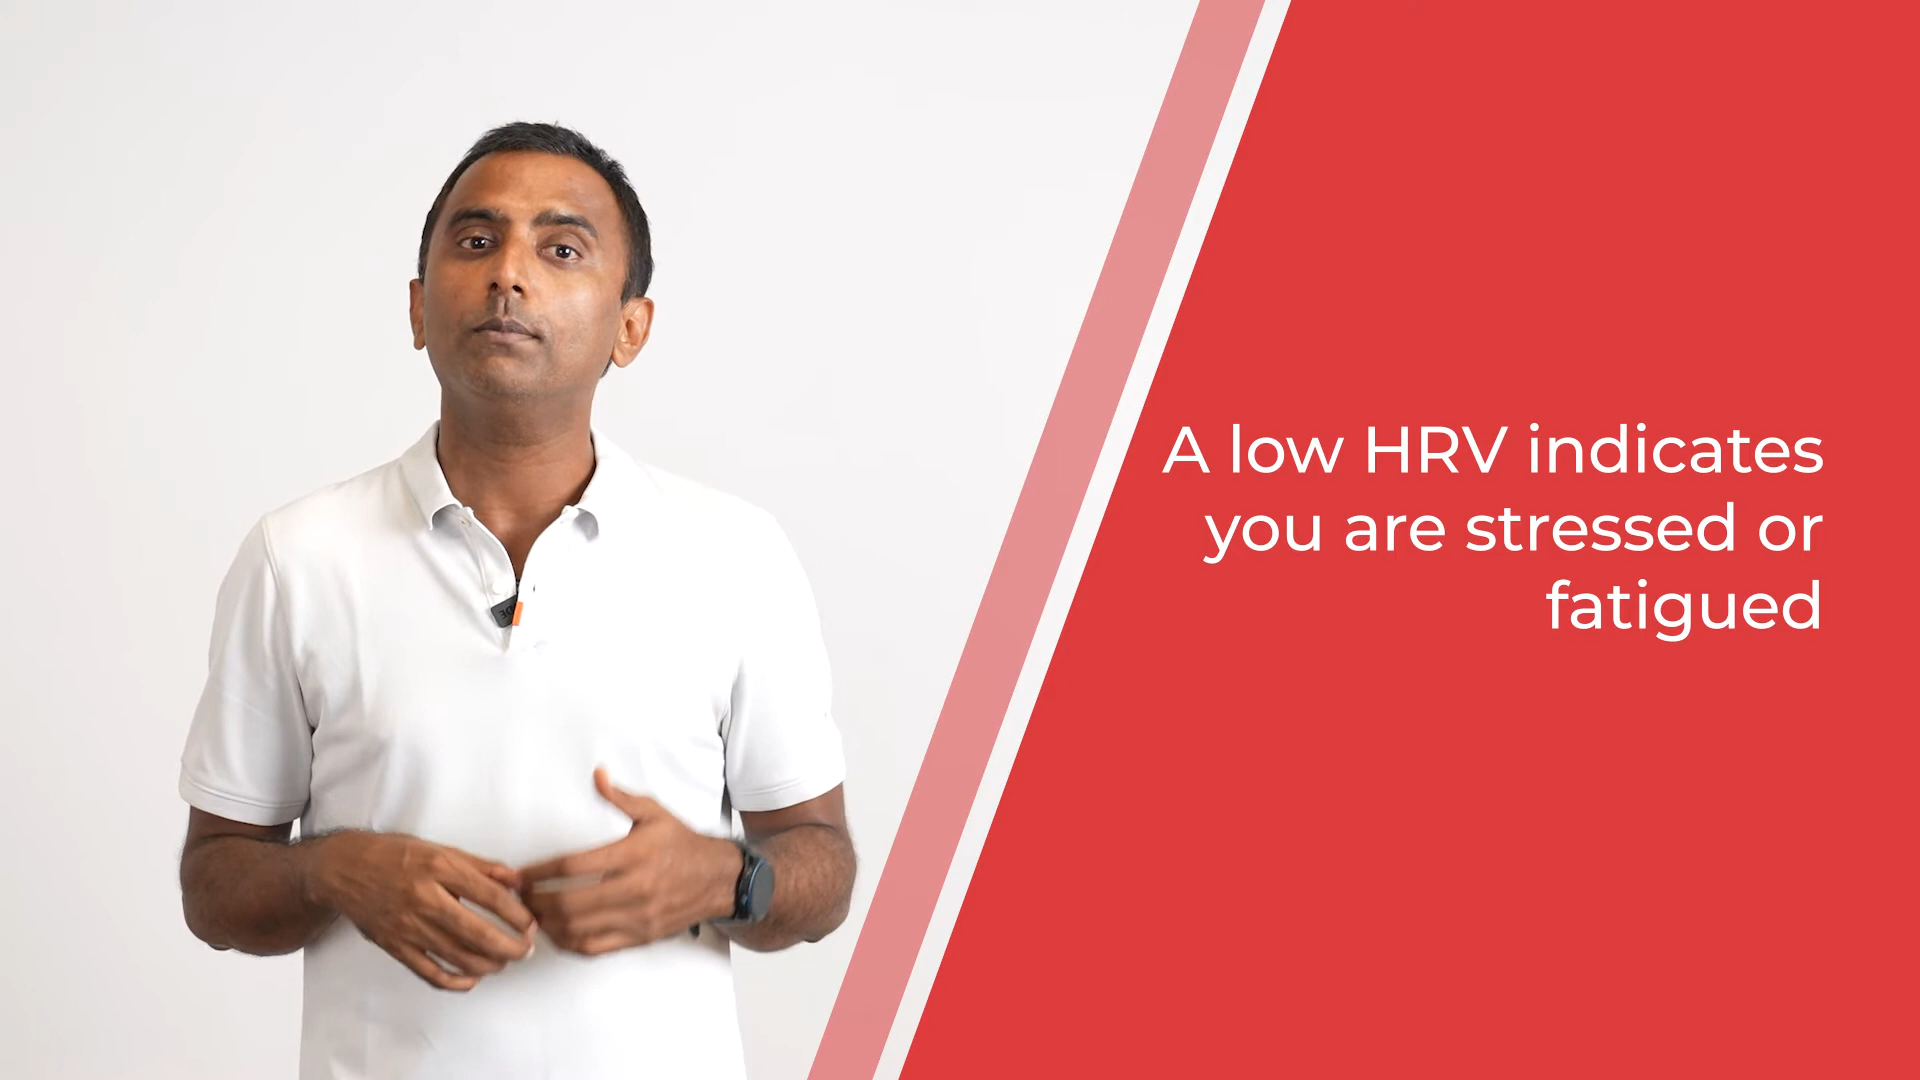 A low HRV indicates
you are stressed or
fatigued